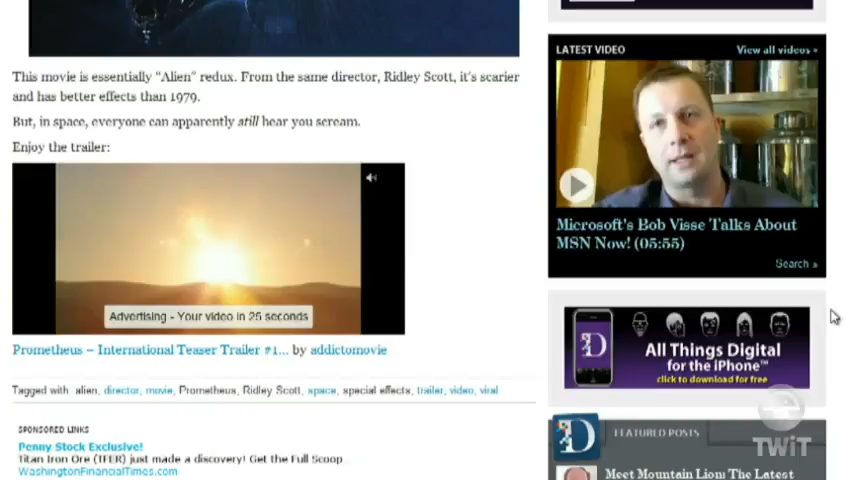 This movie is essentially "Alien" redux. From the same director, Ridley Scott, it's scarier
and has better effects than 1979.
But, in space, everyone can apparently still hear you scream.
Enjoy the trailer:
Advertising - Your video in 25 seconds
Prometheus – International Teaser Trailer #1... by addictomovie
Tagged with alien, director, movie, Prometheus, Ridley Scott, space, special effects, trailer, video, viral
SPONSORED LINKS
Penny Stock Exclusive!
Titan Iron Ore (TFER) just made a discovery! Get the Full Scoop
WashingtonFinancialTimes.com
LATEST VIDEO
View all videos »
Microsoft's Bob Visse Talks About
MSN Now! (05:55)
Search »
D
All Things Digital
for the iPhone™
click to download for free
D
FEATURED POSTS
Meet Mountain Lion: The Latest
TWiT